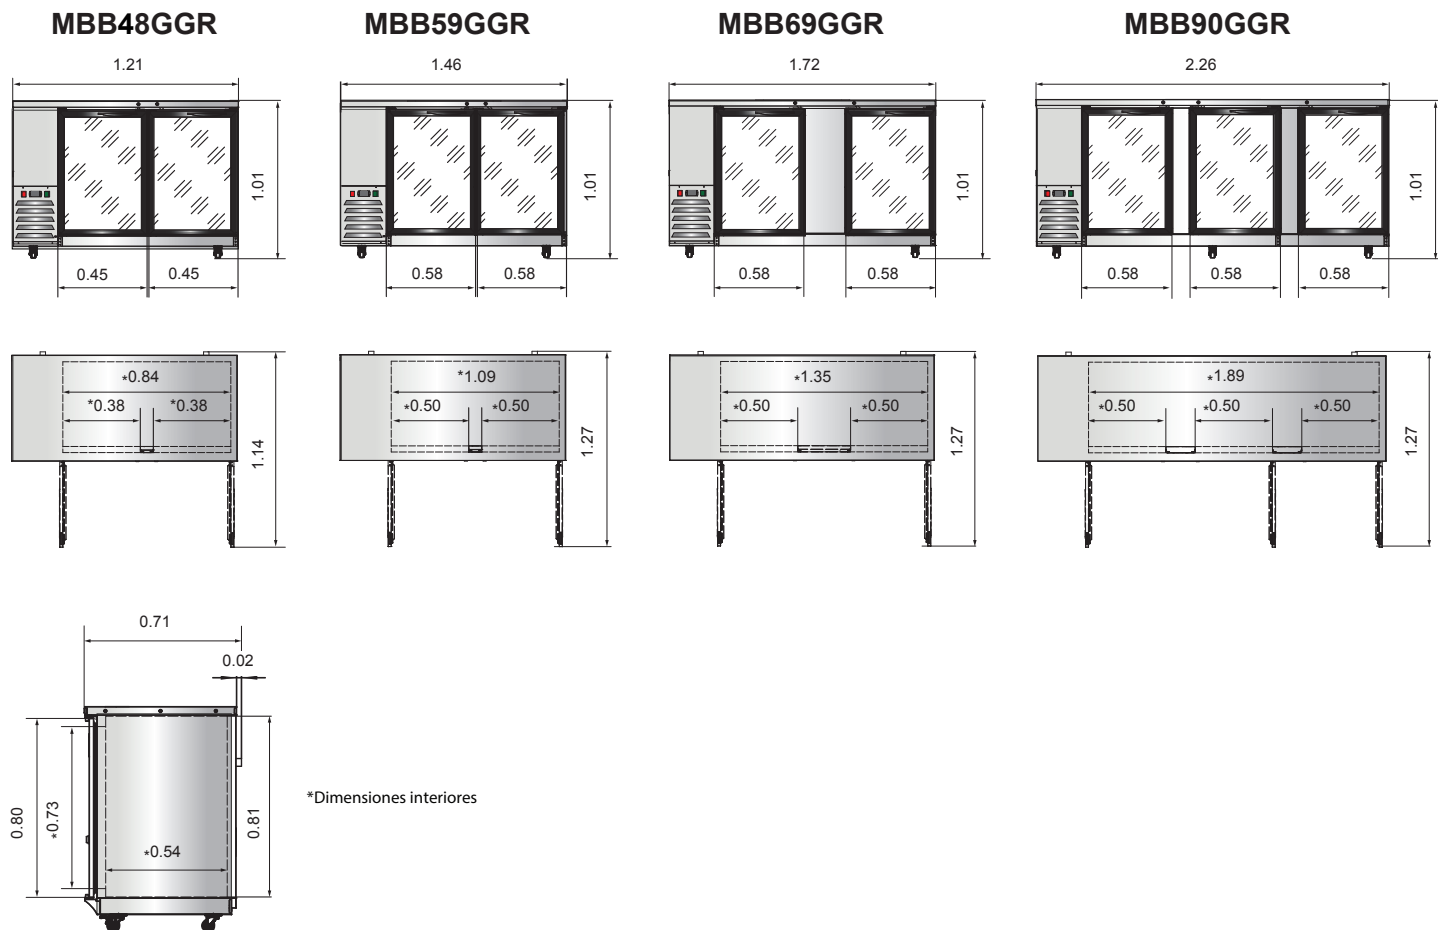 MBB48GGR MBB59GGR MBB69GGR MBB90GGR
1.21 1.46 1.72 2.26
1.01 1.01 1.01 1.01
0.45 0.45 0.58 0.58 0.58 0.58 0.58 0.58 0.58
*0.84 *1.09 *1.35 *1.89
*0.38 *0.38 *0.50 *0.50 *0.50 *0.50 *0.50 *0.50 *0.50
1.14 1.27 1.27 1.27
0.71
0.02
*Dimensiones interiores
0.80 *0.73 0.81
*0.54